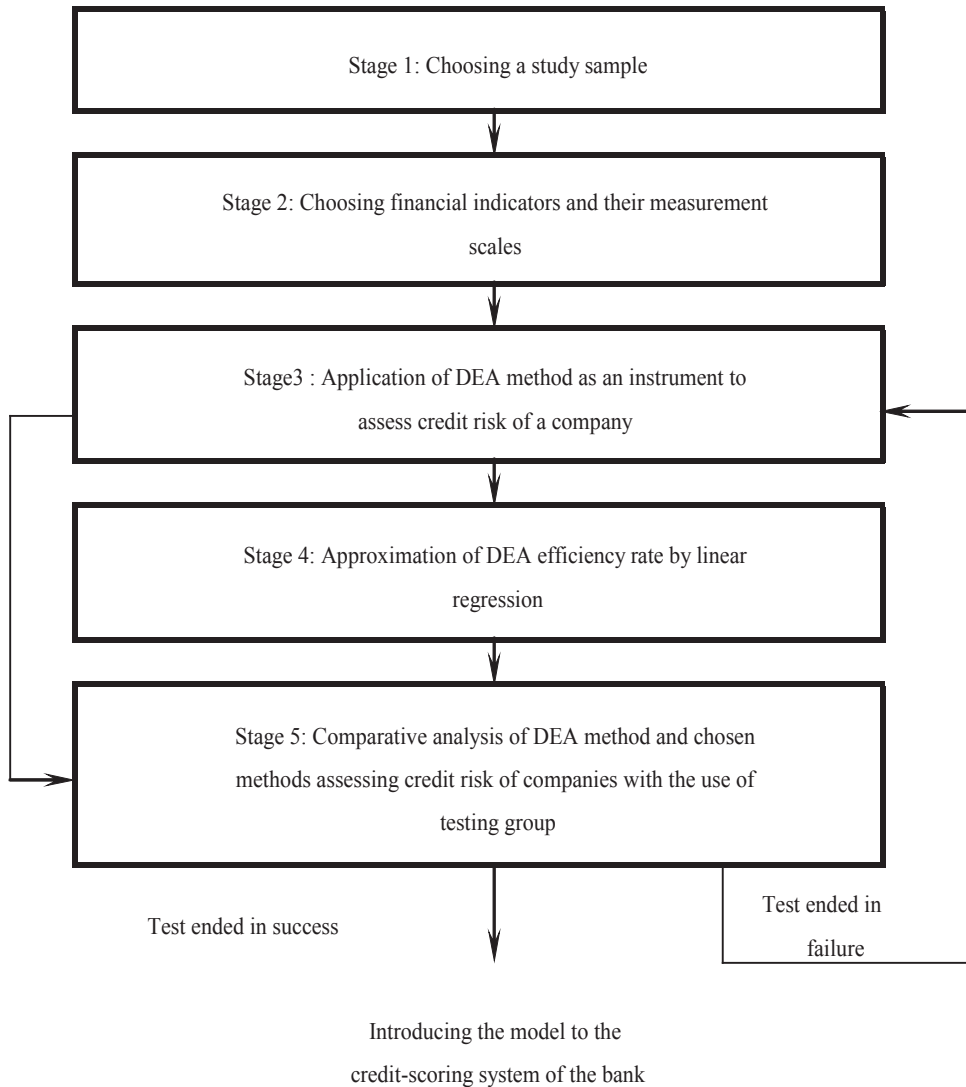 Stage 1: Choosing a study sample
Stage 2: Choosing financial indicators and their measurement
scales
Stage3 : Application of DEA method as an instrument to
assess credit risk of a company
Stage 4: Approximation of DEA efficiency rate by linear
regression
Stage 5: Comparative analysis of DEA method and chosen
methods assessing credit risk of companies with the use of
testing group
Test ended in success
Test ended in
failure
Introducing the model to the
credit-scoring system of the bank